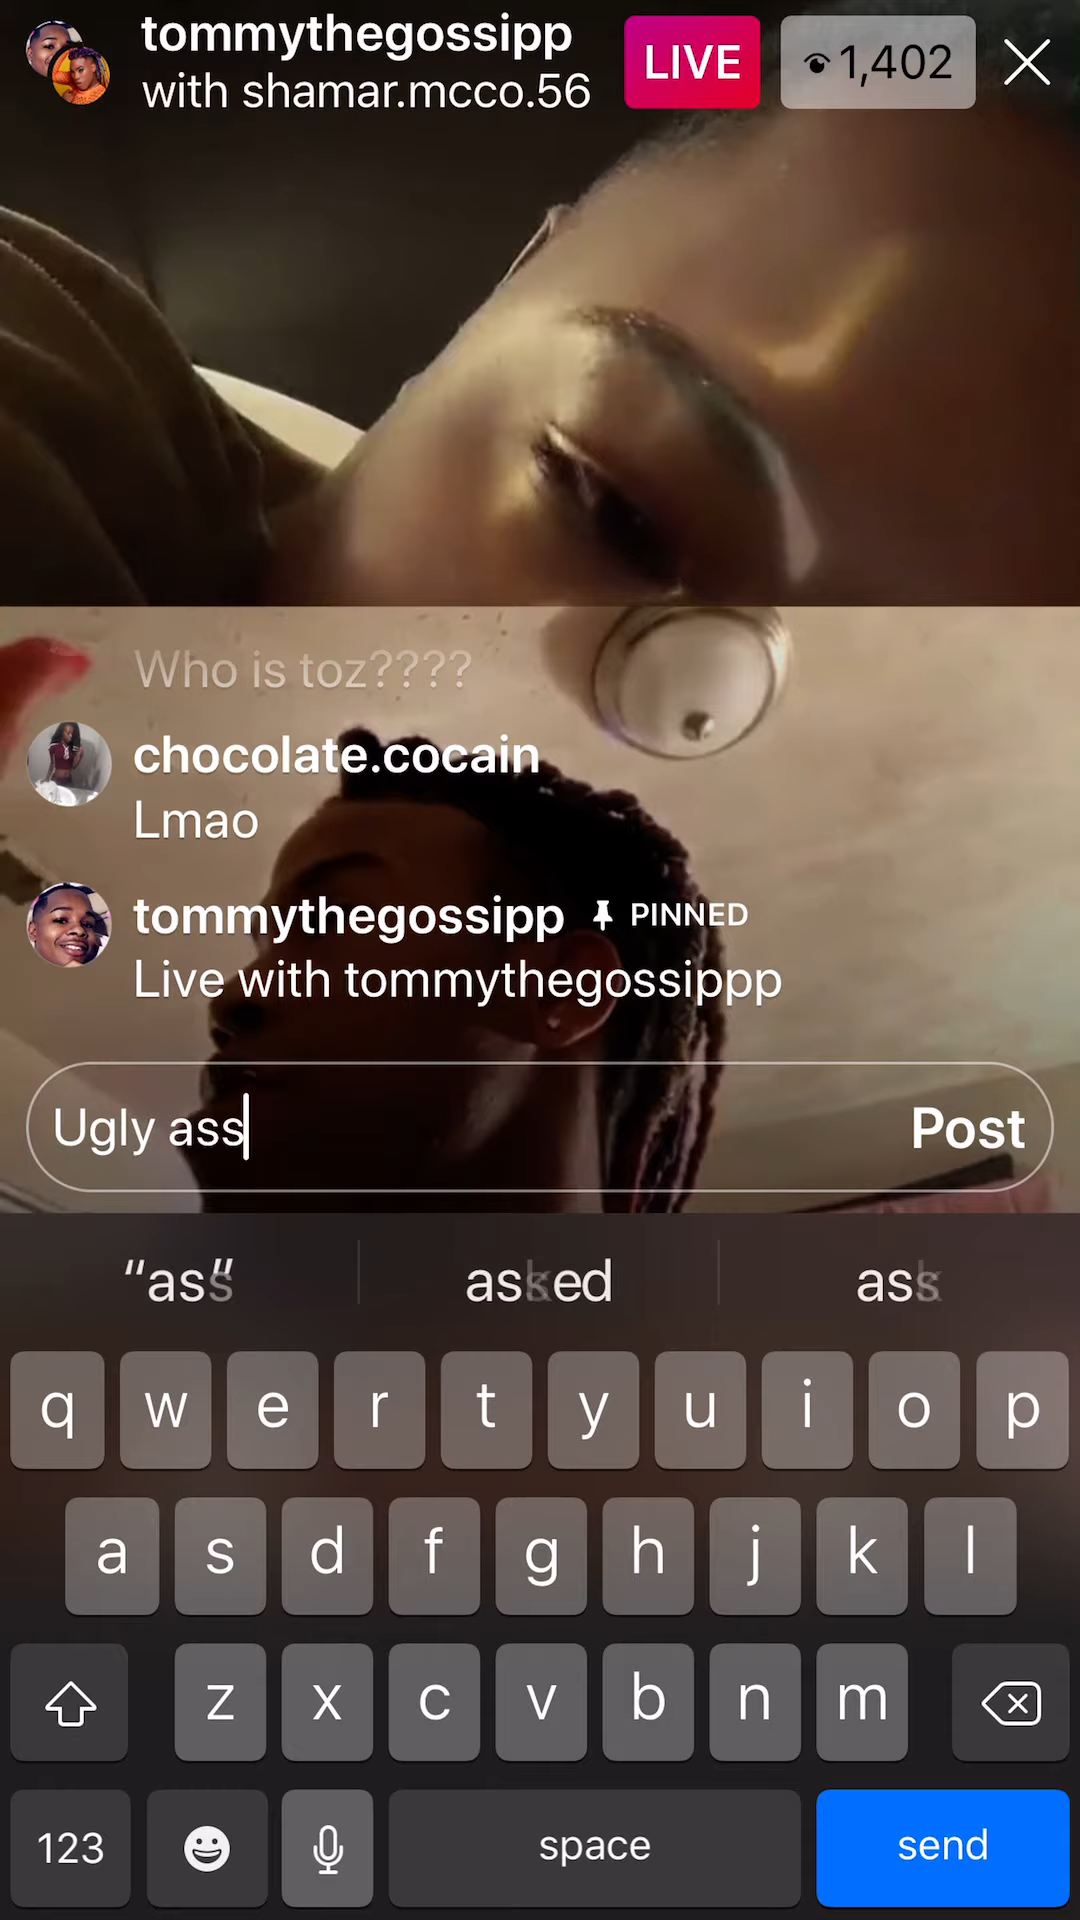 tommythegossipp
with shamar.mcco.56
LIVE
1,402
Who is toz????
chocolate.cocain
Lmao
tommythegossipp PINNED
Live with tommythegossippp
Ugly ass
Post
"as" asked ass
q w e r t y u i o p
a s d f g h j k l
z x c v b n m
123 space send